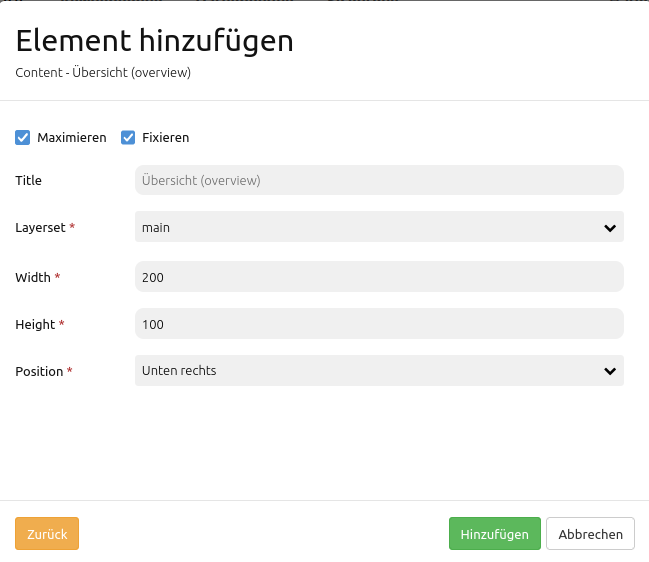 Element hinzufügen
Content - Übersicht (overview)
Maximieren Fixieren
Title Übersicht (overview)
Layerset * main
Width * 200
Height * 100
Position * Unten rechts
Zurück Hinzufügen Abbrechen